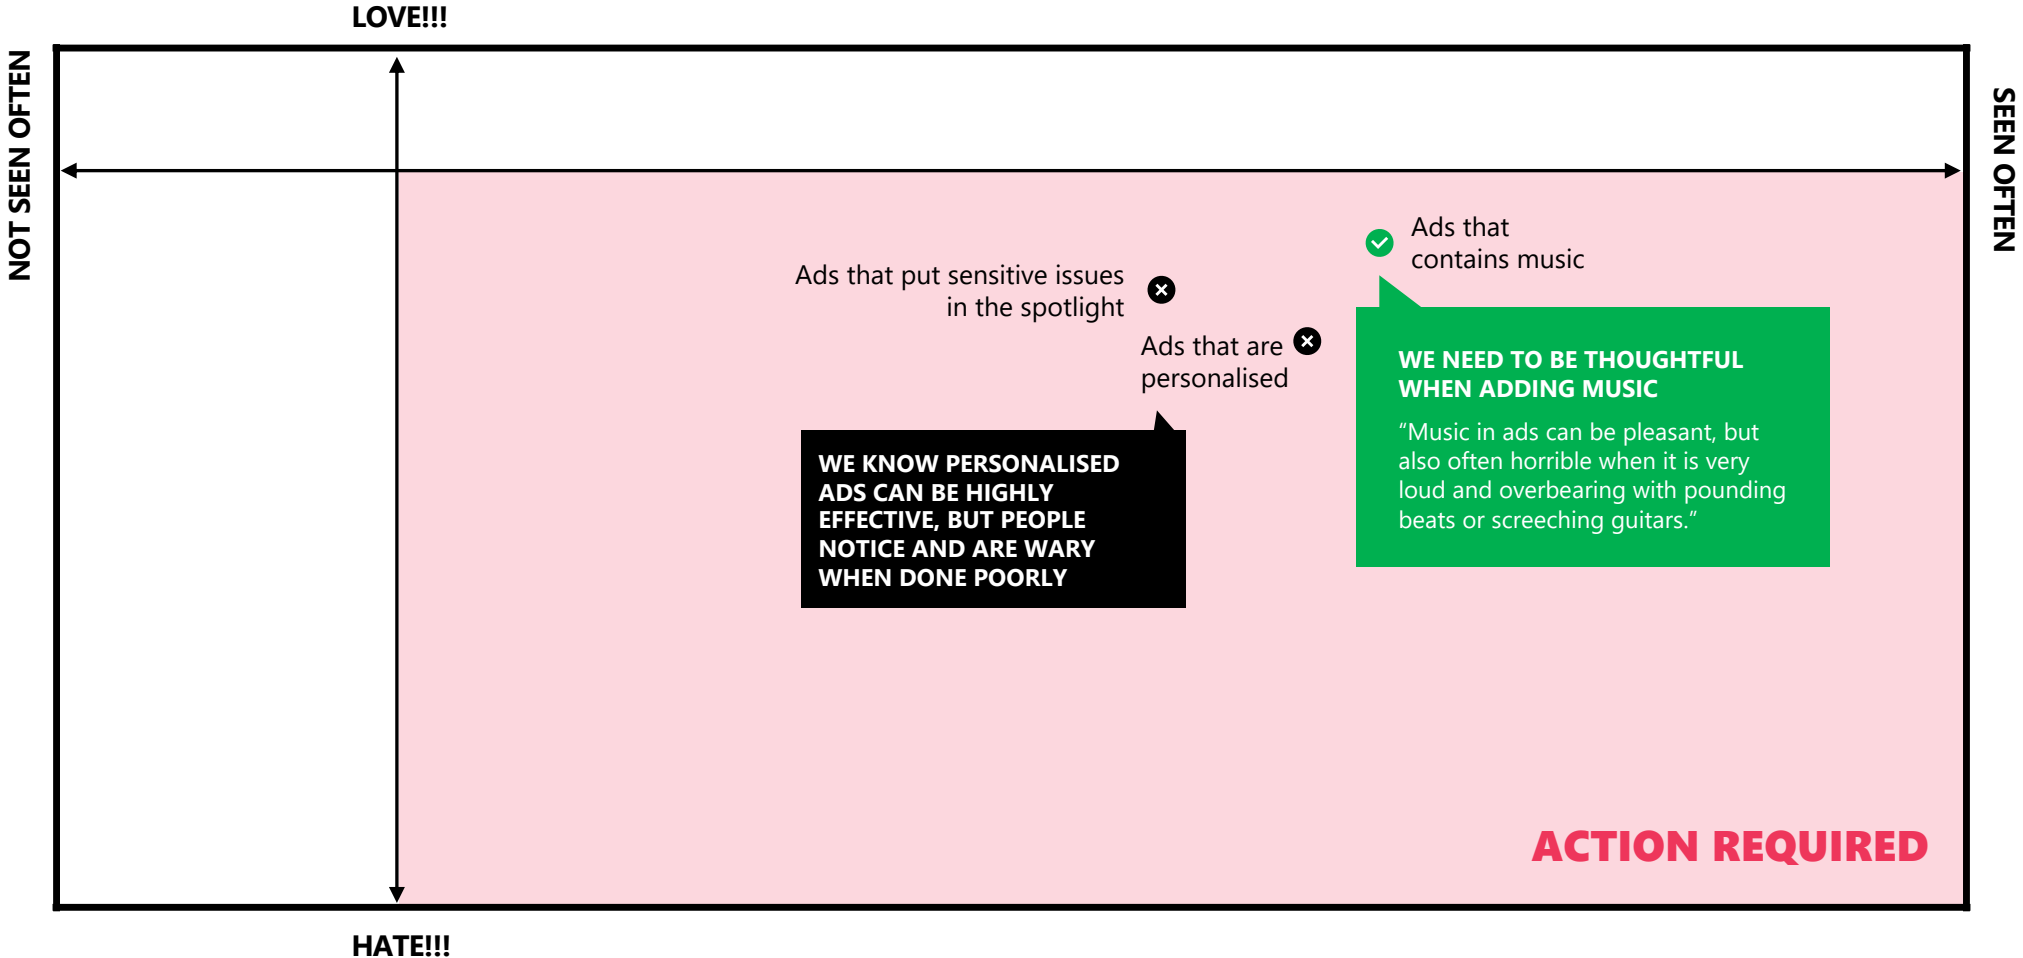 LOVE!!!
NOT SEEN OFTEN
SEEN OFTEN
Ads that
contains music
Ads that put sensitive issues
in the spotlight
Ads that are
personalised
WE NEED TO BE THOUGHTFUL
WHEN ADDING MUSIC
“Music in ads can be pleasant, but
also often horrible when it is very
loud and overbearing with pounding
beats or screeching guitars.”
WE KNOW PERSONALISED
ADS CAN BE HIGHLY
EFFECTIVE, BUT PEOPLE
NOTICE AND ARE WARY
WHEN DONE POORLY
ACTION REQUIRED
HATE!!!